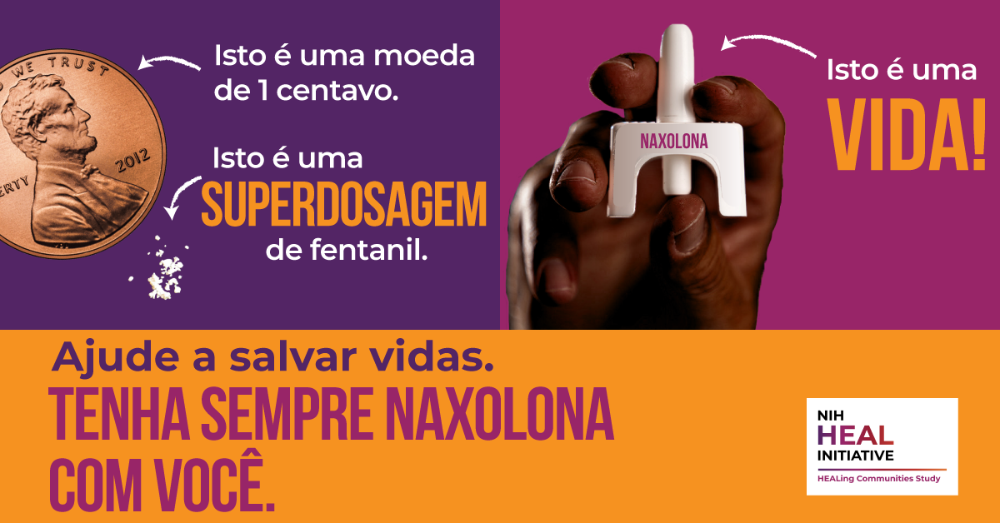 WE TRUST
2012
ERTY
Isto é uma moeda
de 1 centavo.
Isto é uma
SUPERDOSAGEM
de fentanil.
NAXOLONA
Isto é uma
VIDA!
Ajude a salvar vidas.
TENHA SEMPRE NAXOLONA
COM VOCÊ.
NIH
HEAL
INITIATIVE
HEALing Communities Study